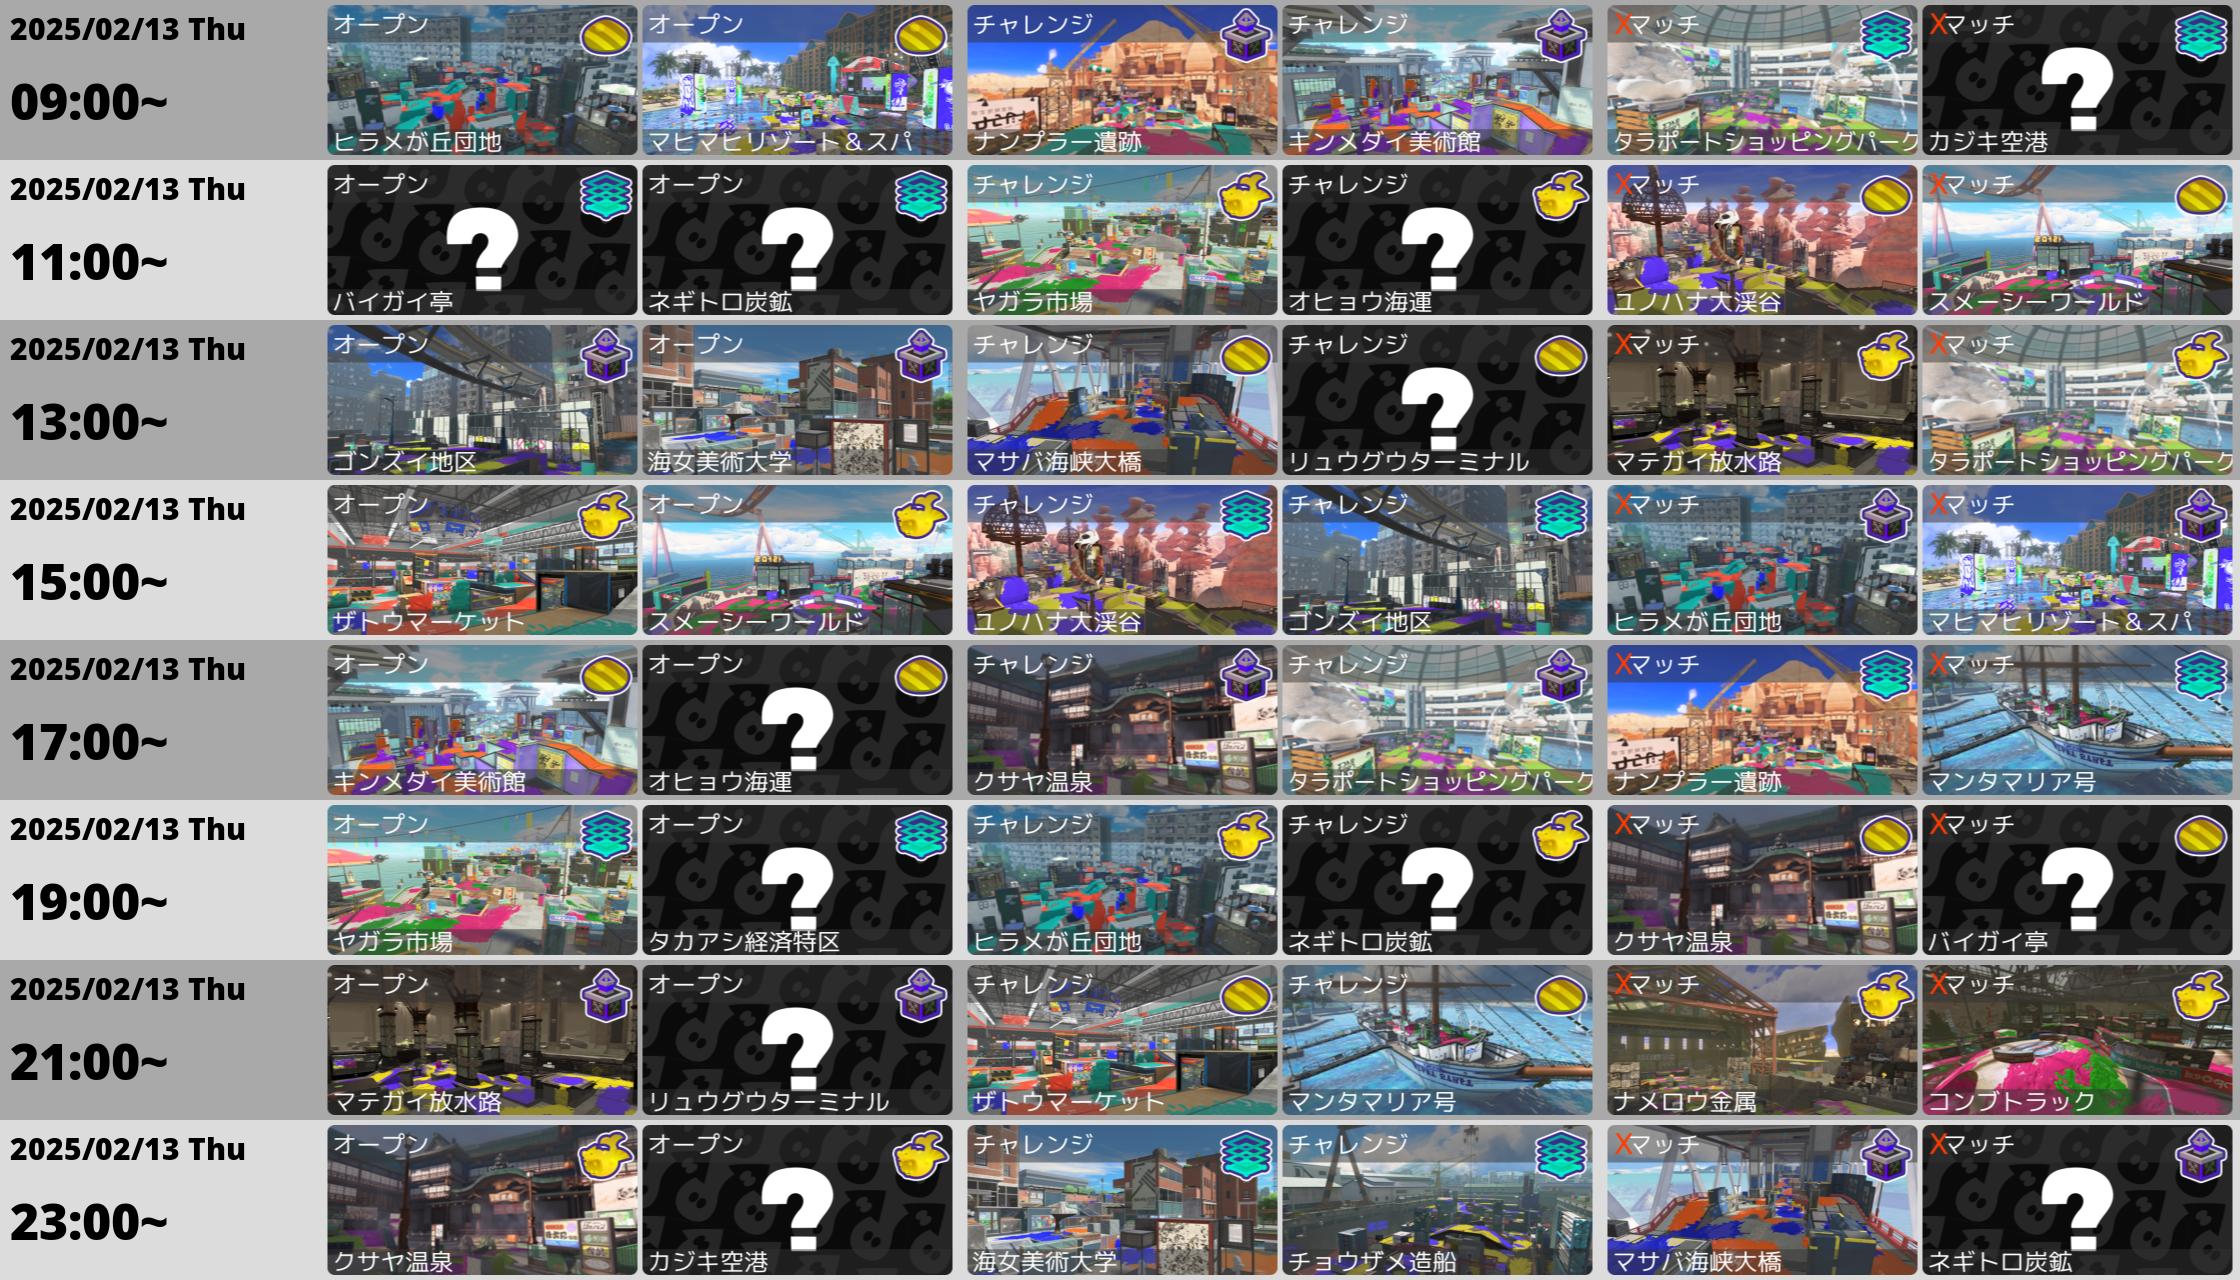 2025/02/13 Thu
09:00~
オープン
ヒラメが丘団地
オープン
マヒマヒリゾート＆スパ
チャレンジ
ナンプラー遺跡
チャレンジ
キンメダイ美術館
Xマッチ
タラポートショッピングパーク
Xマッチ
カジキ空港
2025/02/13 Thu
11:00~
オープン
バイガイ亭
オープン
ネギトロ炭鉱
チャレンジ
ヤガラ市場
チャレンジ
オヒョウ海運
Xマッチ
ユノハナ大渓谷
Xマッチ
スメーシーワールド
2025/02/13 Thu
13:00~
オープン
ゴンズイ地区
オープン
海女美術大学
チャレンジ
マサバ海峡大橋
チャレンジ
リュウグウターミナル
Xマッチ
マテガイ放水路
Xマッチ
タラポートショッピングパーク
2025/02/13 Thu
15:00~
オープン
ザトウマーケット
オープン
スメーシーワールド
チャレンジ
ユノハナ大渓谷
チャレンジ
ゴンズイ地区
Xマッチ
ヒラメが丘団地
Xマッチ
マヒマヒリゾート＆スパ
2025/02/13 Thu
17:00~
オープン
キンメダイ美術館
オープン
オヒョウ海運
チャレンジ
クサヤ温泉
チャレンジ
タラポートショッピングパーク
Xマッチ
ナンプラー遺跡
Xマッチ
マンタマリア号
2025/02/13 Thu
19:00~
オープン
ヤガラ市場
オープン
タカアシ経済特区
チャレンジ
ヒラメが丘団地
チャレンジ
ネギトロ炭鉱
Xマッチ
クサヤ温泉
Xマッチ
バイガイ亭
2025/02/13 Thu
21:00~
オープン
マテガイ放水路
オープン
リュウグウターミナル
チャレンジ
ザトウマーケット
チャレンジ
マンタマリア号
Xマッチ
ナメロウ金属
Xマッチ
コンブトラック
2025/02/13 Thu
23:00~
オープン
クサヤ温泉
オープン
カジキ空港
チャレンジ
海女美術大学
チャレンジ
チョウザメ造船
Xマッチ
マサバ海峡大橋
Xマッチ
ネギトロ炭鉱